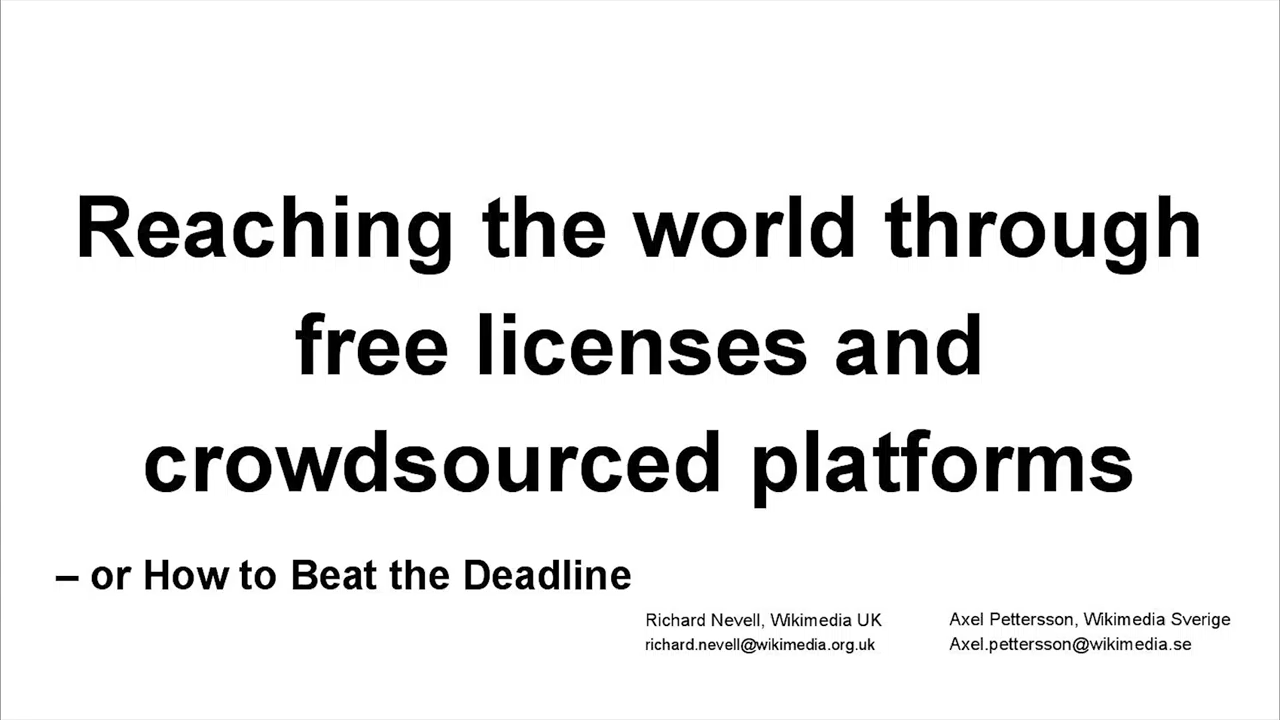 Reaching the world through
free licenses and
crowdsourced platforms
– or How to Beat the Deadline
Richard Nevell, Wikimedia UK
richard.nevell@wikimedia.org.uk
Axel Pettersson, Wikimedia Sverige
Axel.pettersson@wikimedia.se